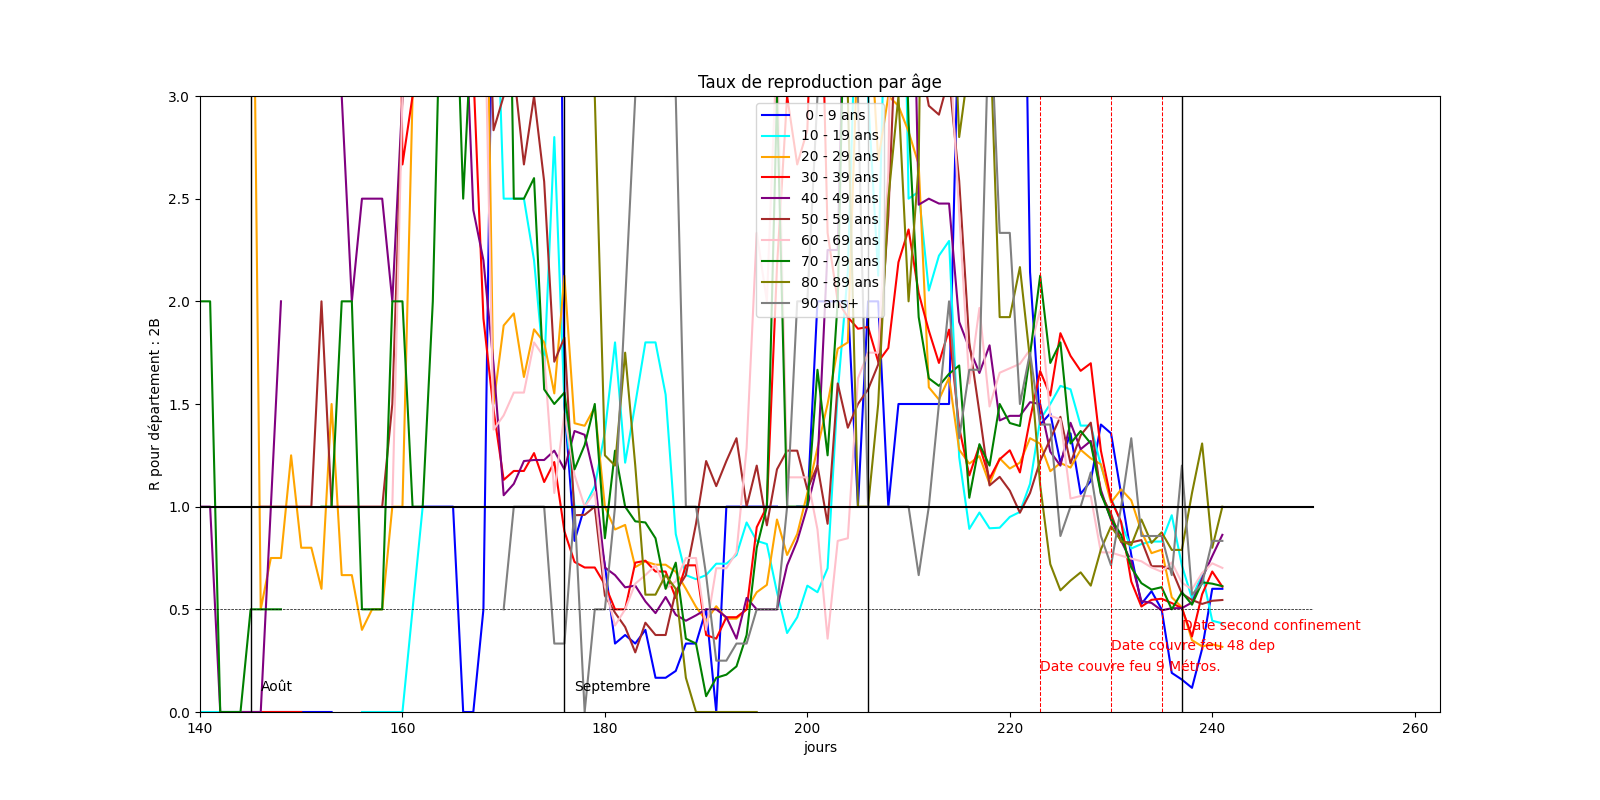 Taux de reproduction par âge
3.0
2.5
2.0
1.5
1.0
0.5
0.0
R pour département : 2B
0 - 9 ans
10 - 19 ans
20 - 29 ans
30 - 39 ans
40 - 49 ans
50 - 59 ans
60 - 69 ans
70 - 79 ans
80 - 89 ans
90 ans+
Date second confinement
Date couvre feu 48 dep
Date couvre feu 9 Métros.
Août
Septembre
140 160 180 200 220 240 260
jours